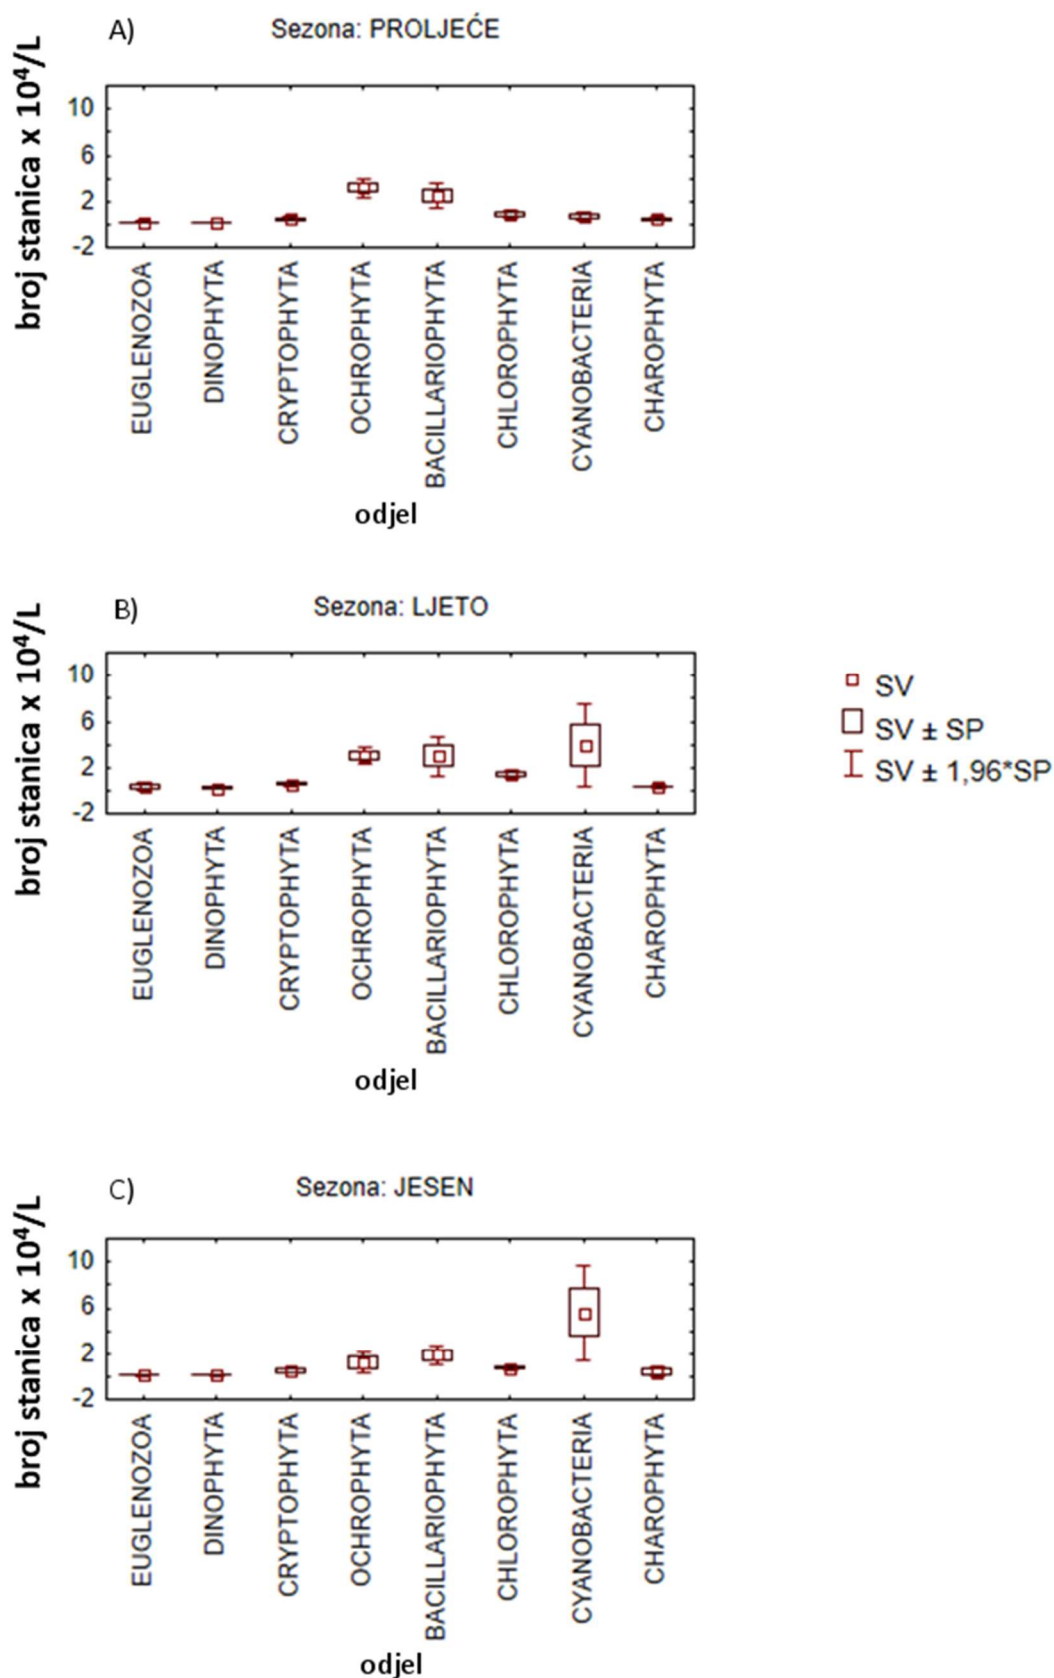 A)
Sezona: PROLJEĆE
broj stanica x 10⁴/L
10
6
2
-2
EUGLENOZOA
DINOPHYTA
CRYPTOPHYTA
OCHROPHYTA
BACILLARIOPHYTA
CHLOROPHYTA
CYANOBACTERIA
CHAROPHYTA
odjel
B)
Sezona: LJETO
broj stanica x 10⁴/L
10
6
2
-2
EUGLENOZOA
DINOPHYTA
CRYPTOPHYTA
OCHROPHYTA
BACILLARIOPHYTA
CHLOROPHYTA
CYANOBACTERIA
CHAROPHYTA
odjel
SV
SV ± SP
SV ± 1,96*SP
C)
Sezona: JESEN
broj stanica x 10⁴/L
10
6
2
-2
EUGLENOZOA
DINOPHYTA
CRYPTOPHYTA
OCHROPHYTA
BACILLARIOPHYTA
CHLOROPHYTA
CYANOBACTERIA
CHAROPHYTA
odjel